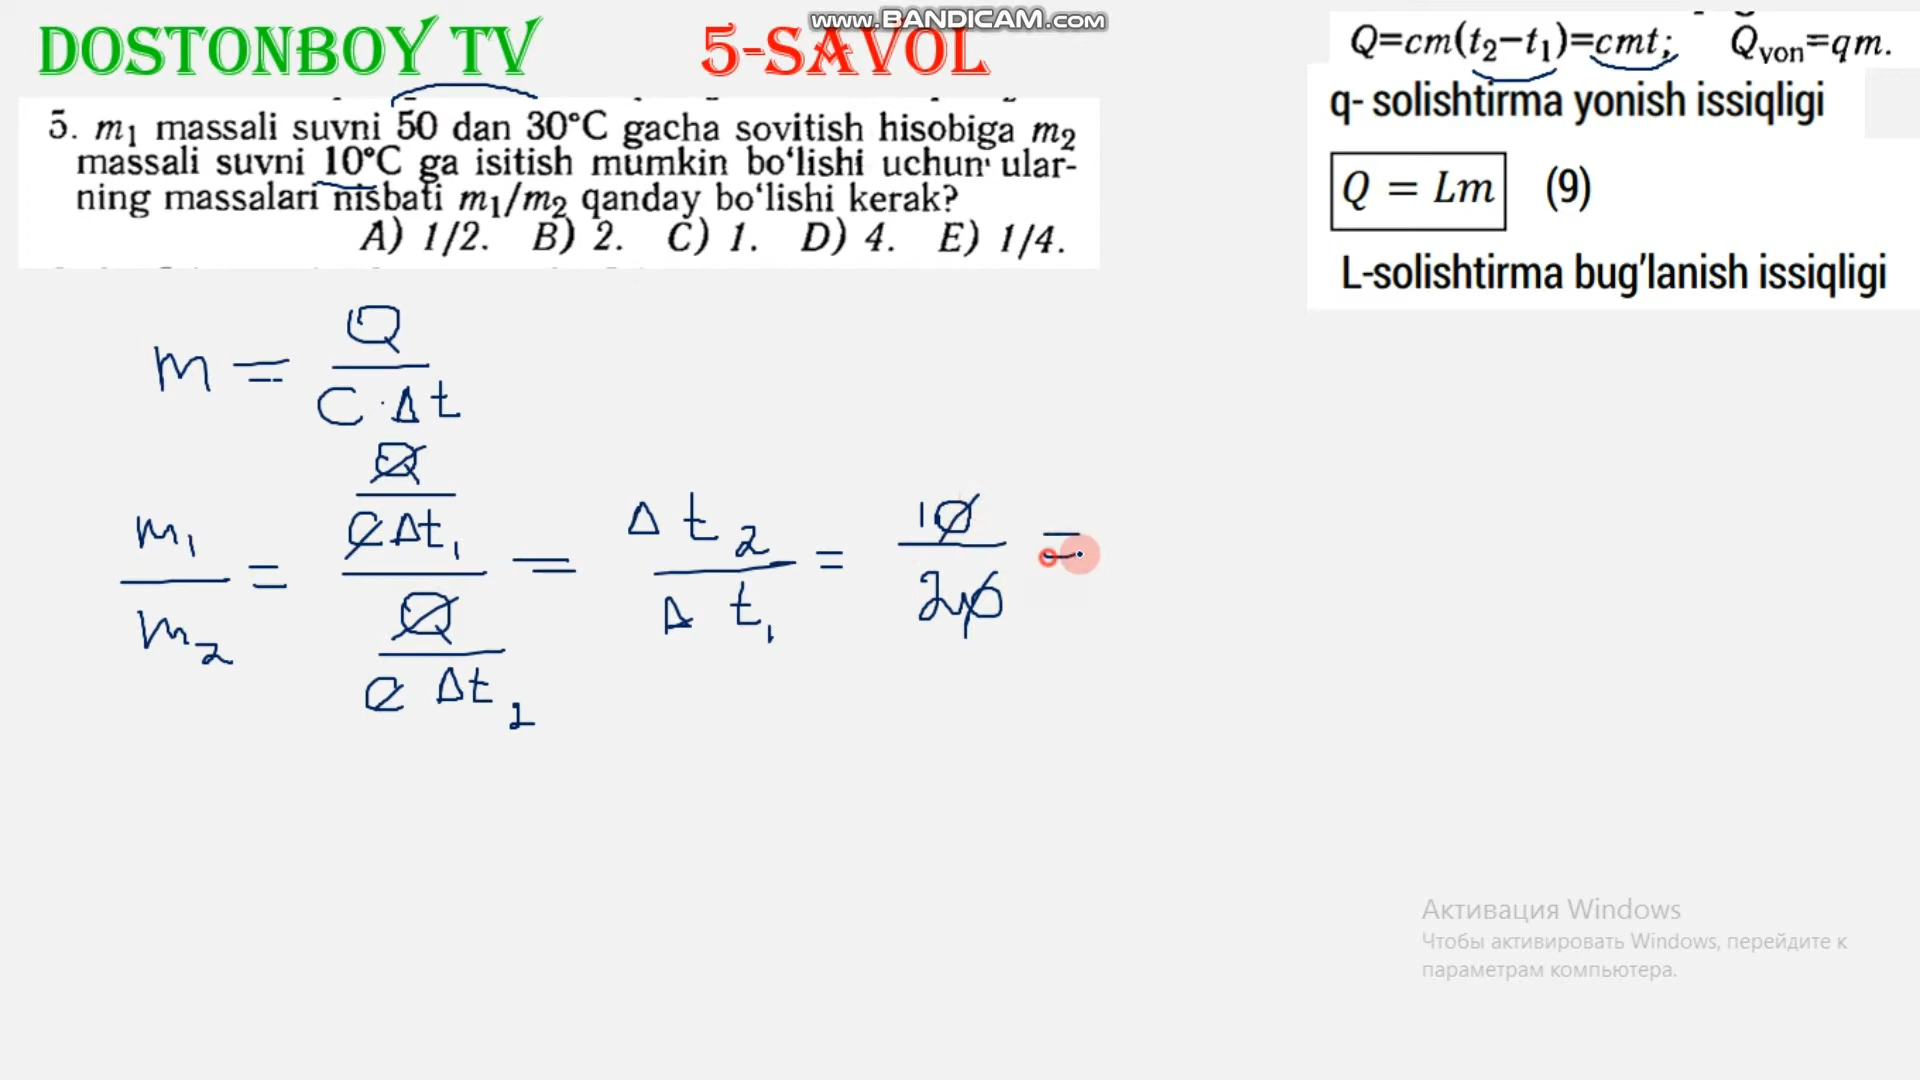 www.BANDICAM.com
DOSTONBOY TV
5-SAVOL
5. m₁ massali suvni 50 dan 30°C gacha sovitish hisobiga m₂
massali suvni 10°C ga isitish mumkin bo‘lishi uchun ular-
ning massalari nisbati m₁/m₂ qanday bo‘lishi kerak?
A) 1/2. B) 2. C) 1. D) 4. E) 1/4.
Q=cm(t₂−t₁)=cmt; Qyon=qm.
q- solishtirma yonish issiqligi
Q = Lm (9)
L-solishtirma bug’lanish issiqligi
m = Q / C · Δt
m₁ / m₂ = (Q / CΔt₁) / (Q / CΔt₂) = Δt₂ / Δt₁ = 10 / 20 =
Активация Windows
Чтобы активировать Windows, перейдите к
параметрам компьютера.